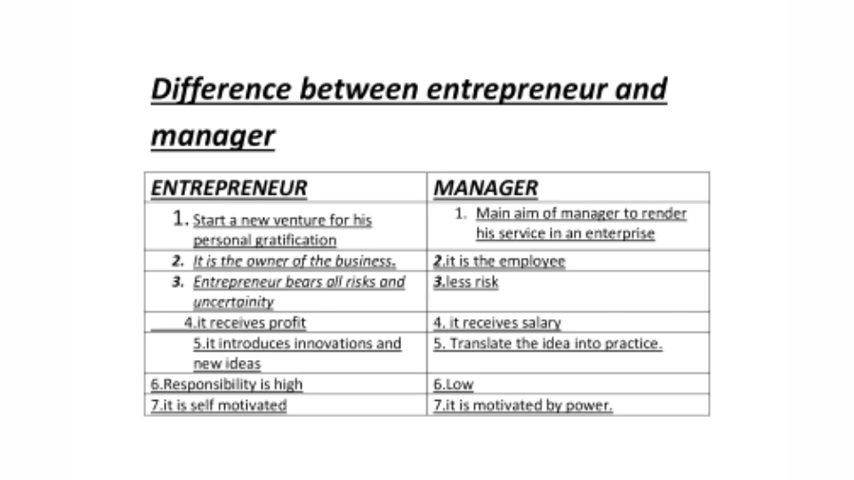 Difference between entrepreneur and
manager
ENTREPRENEUR
MANAGER
1. Start a new venture for his
personal gratification
1. Main aim of manager to render
his service in an enterprise
2. It is the owner of the business.
2.it is the employee
3. Entrepreneur bears all risks and
uncertainity
3.less risk
4.it receives profit
4. it receives salary
5.it introduces innovations and
new ideas
5. Translate the idea into practice.
6.Responsibility is high
6.Low
7.it is self motivated
7.it is motivated by power.